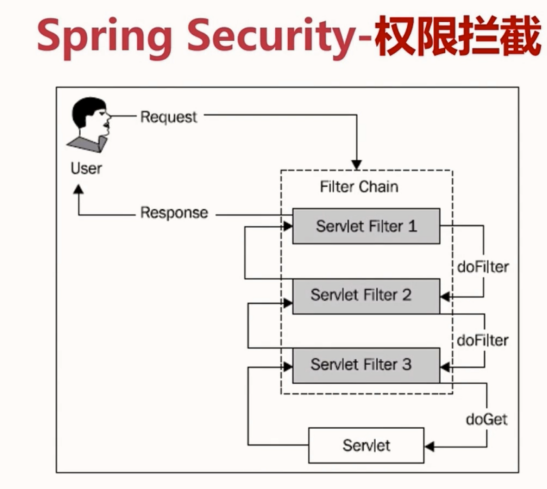 Spring Security-权限拦截
Request
User
Filter Chain
Response
Servlet Filter 1
doFilter
Servlet Filter 2
doFilter
Servlet Filter 3
doGet
Servlet